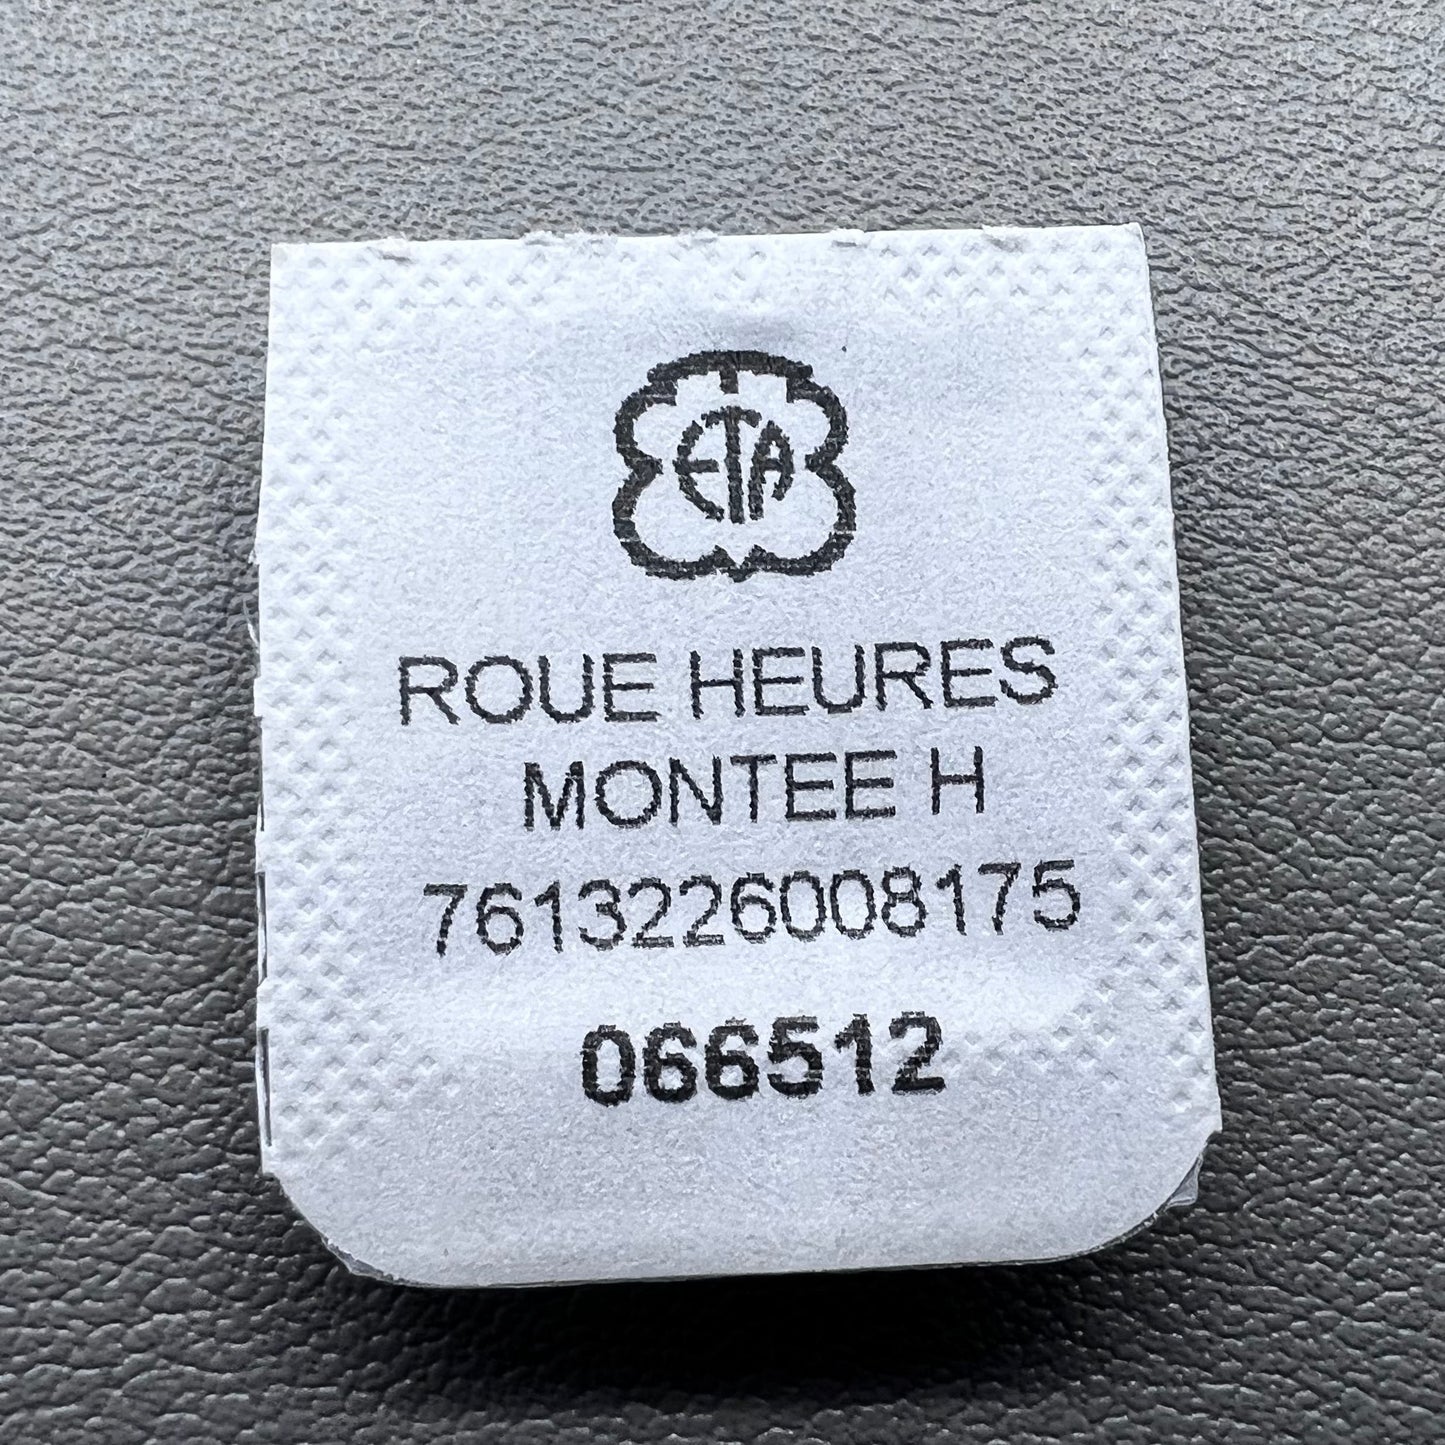 ETA
ROUE HEURES
MONTEE H
7613226008175
066512